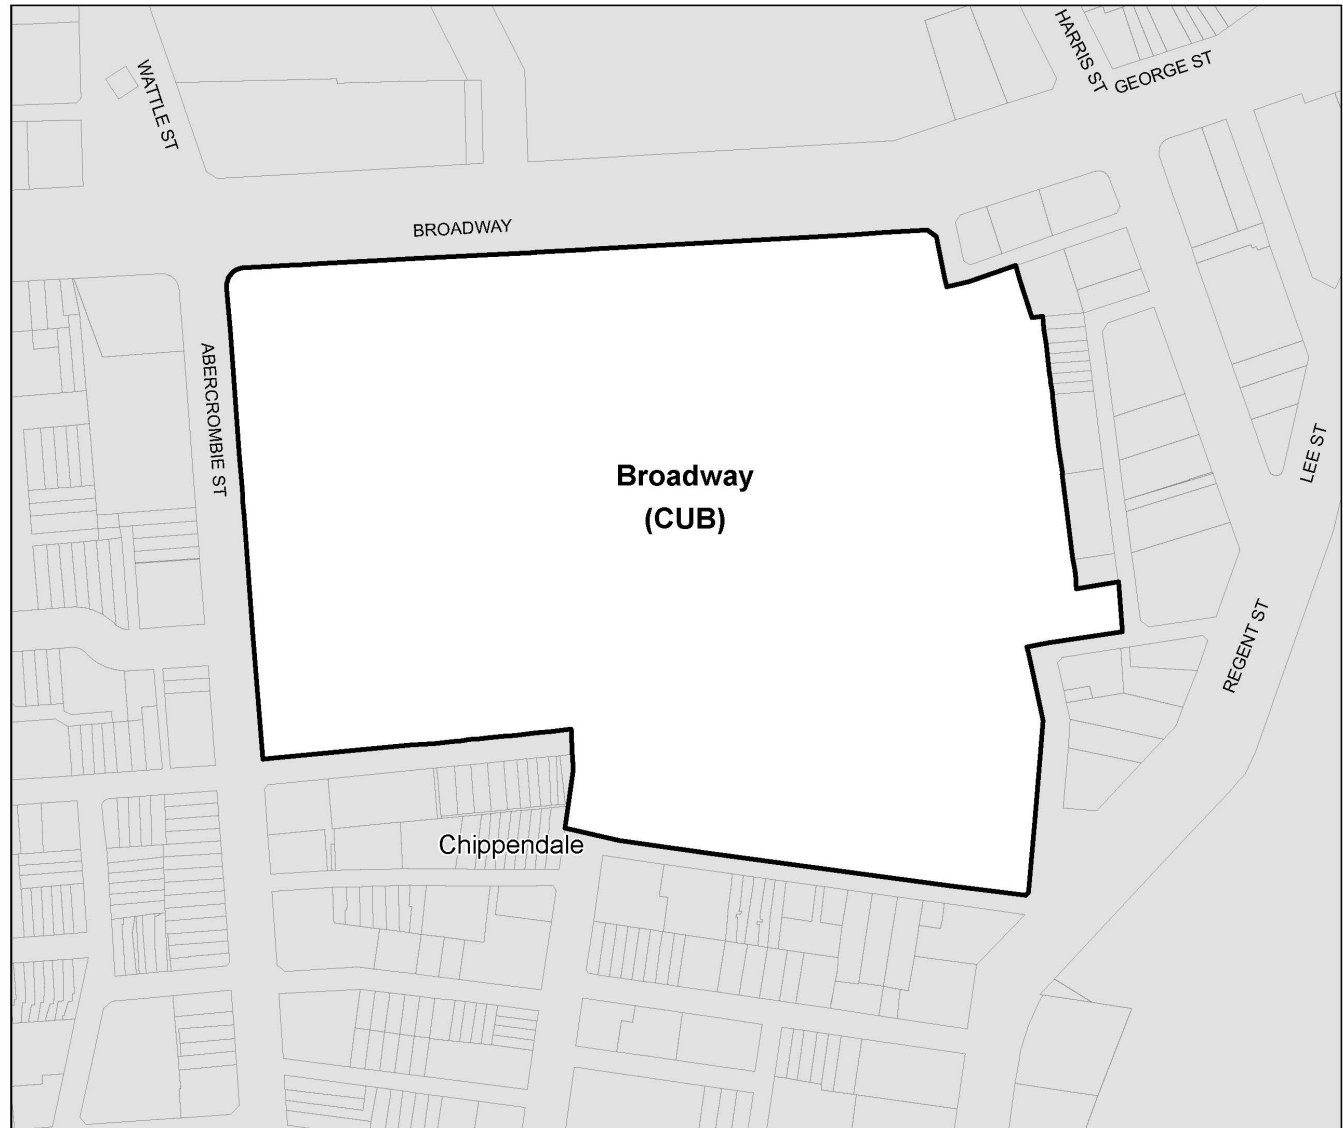 HARRIS ST
GEORGE ST
WATTLE ST
BROADWAY
ABERCROMBIE ST
LEE ST
Broadway
(CUB)
REGENT ST
Chippendale